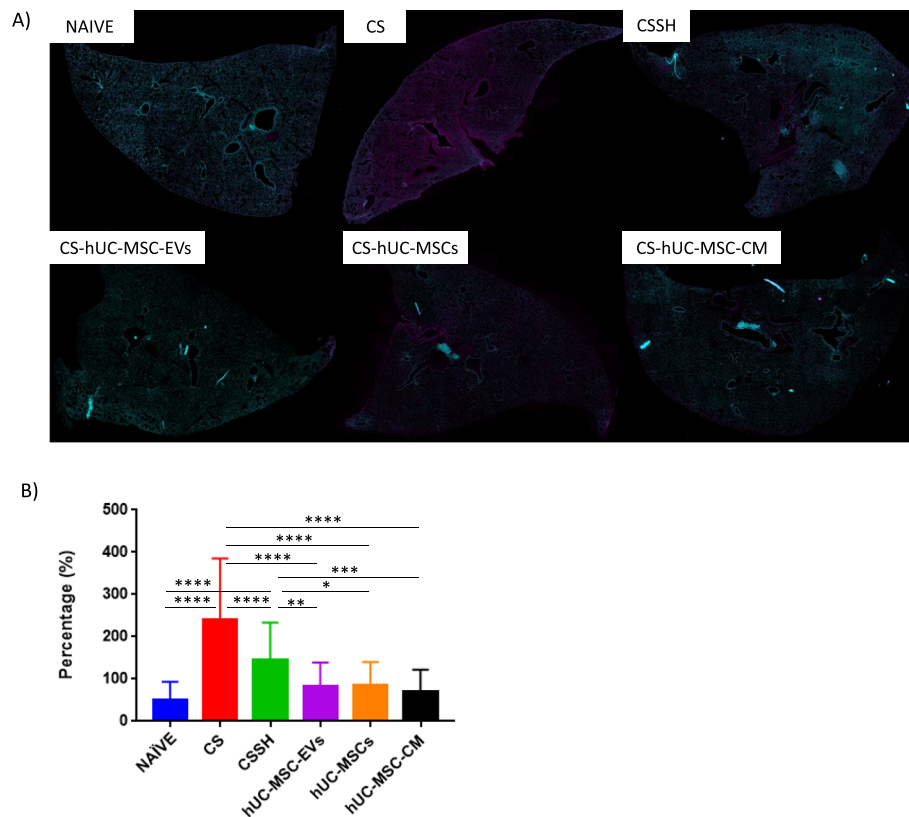 A)
NAIVE
CS
CSSH
CS-hUC-MSC-EVs
CS-hUC-MSCs
CS-hUC-MSC-CM
B)
Percentage (%)
500
400
300
200
100
0
****
****
****
***
****
*
****
****
**
NAÏVE
CS
CSSH
hUC-MSC-EVs
hUC-MSCs
hUC-MSC-CM